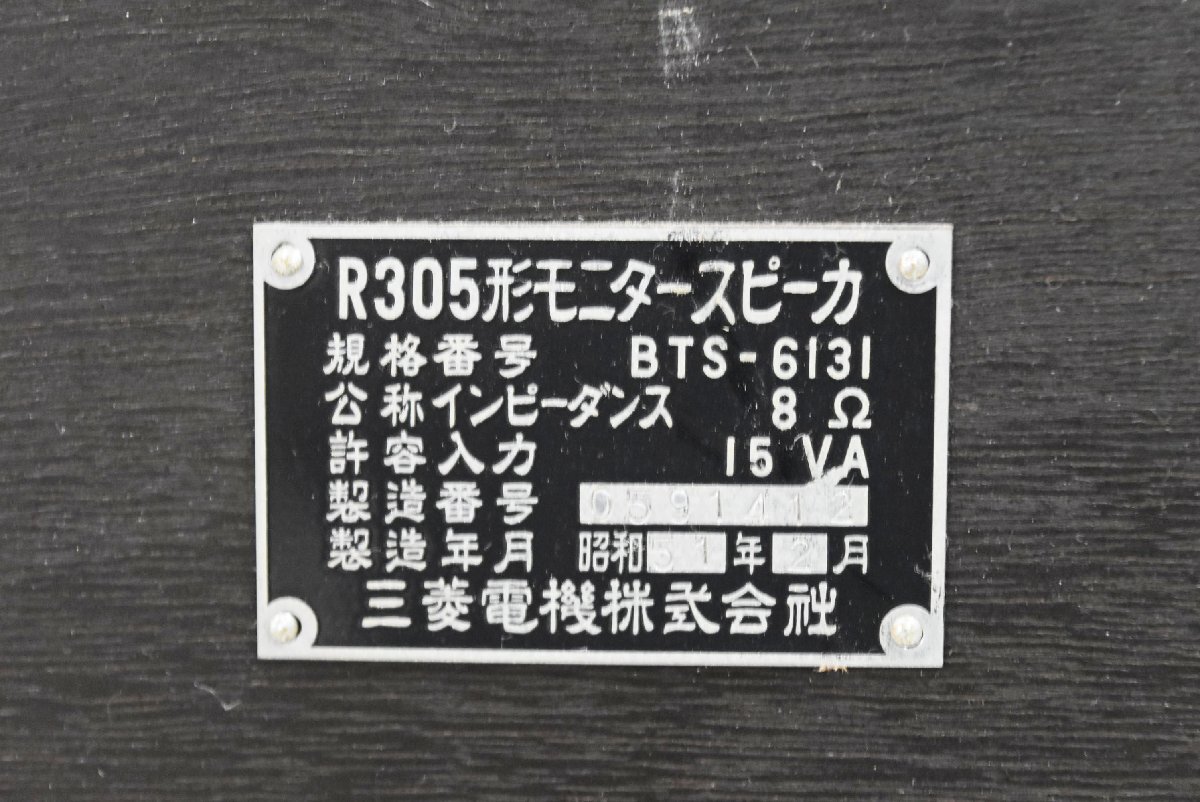 R305形モニタースピーカ
規格番号 BTS-6131
公称インピーダンス 8Ω
許容入力 15 VA
製造番号 0591412
製造年月 昭和51年2月
三菱電機株式会社